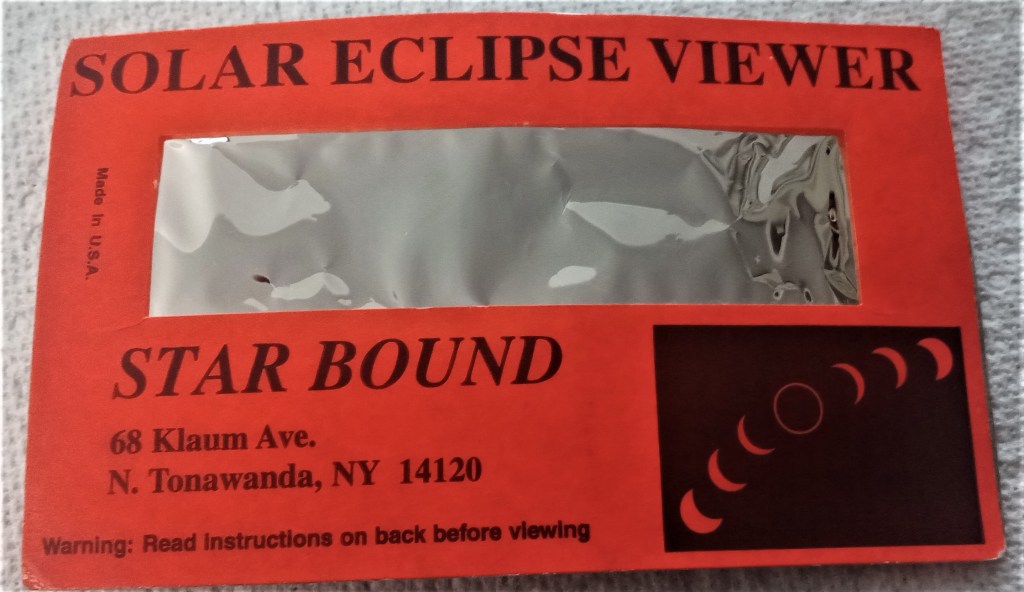 SOLAR ECLIPSE VIEWER
Made In U.S.A.
STAR BOUND
68 Klaum Ave.
N. Tonawanda, NY 14120
Warning: Read Instructions on back before viewing